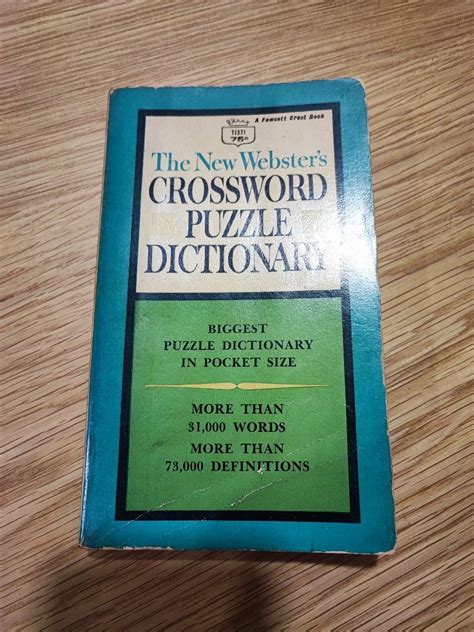 A Fawcett Crest Book
T1371
75¢
The New Webster's
CROSSWORD
PUZZLE
DICTIONARY
BIGGEST
PUZZLE DICTIONARY
IN POCKET SIZE
MORE THAN
31,000 WORDS
MORE THAN
73,000 DEFINITIONS